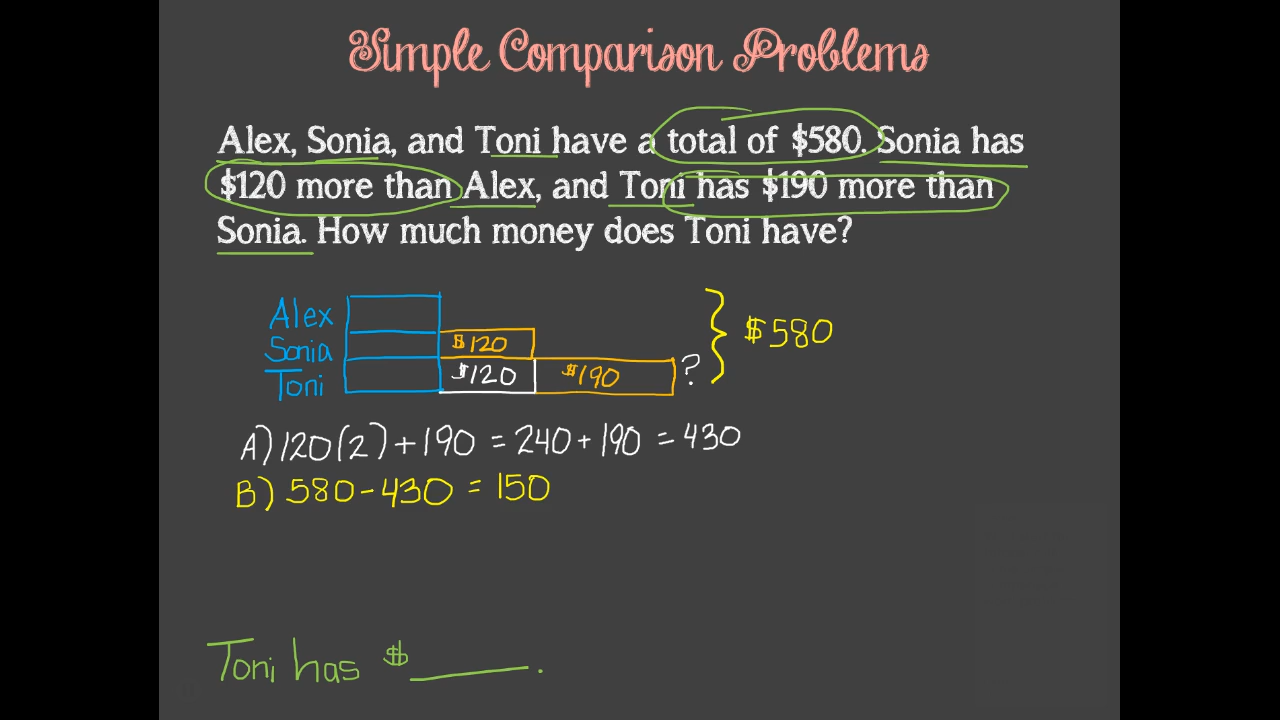 Simple Comparison Problems
Alex, Sonia, and Toni have a total of $580. Sonia has
$120 more than Alex, and Toni has $190 more than
Sonia. How much money does Toni have?
Alex
Sonia $120
Toni $120 $190 ?
$580
A) 120(2) + 190 = 240 + 190 = 430
B) 580 - 430 = 150
Toni has $______.